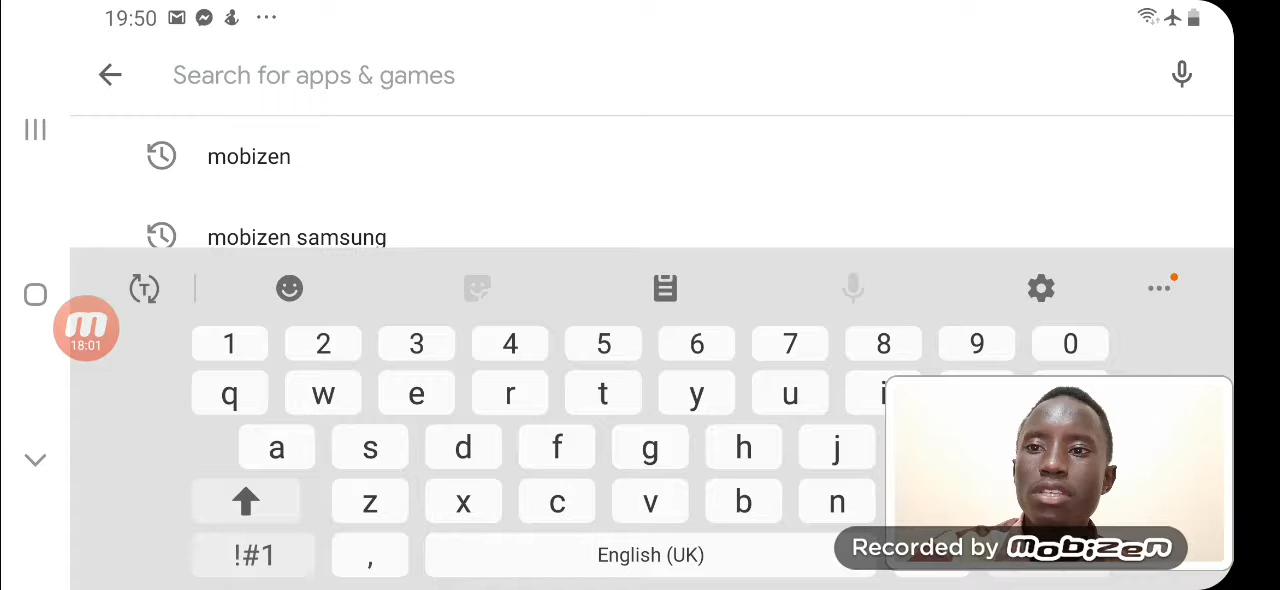 19:50
Search for apps & games
mobizen
mobizen samsung
T
m
18:01
1 2 3 4 5 6 7 8 9 0
q w e r t y u i
a s d f g h j
z x c v b n
!#1 , English (UK)
Recorded by mobizen